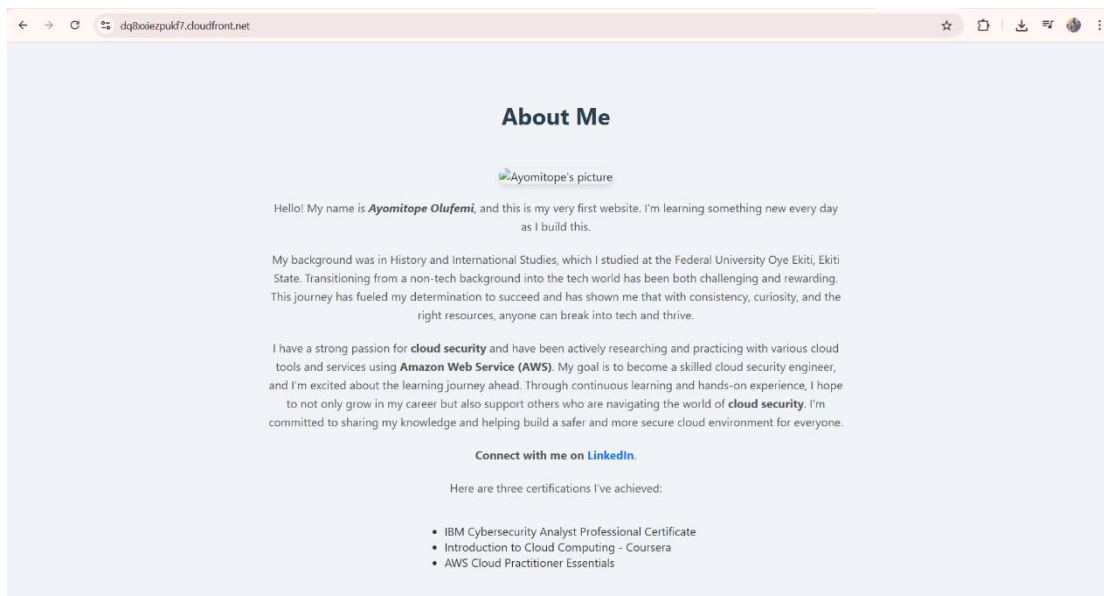 dq8xxiezpukf7.cloudfront.net
About Me
Ayomitope's picture
Hello! My name is Ayomitope Olufemi, and this is my very first website. I'm learning something new every day
as I build this.
My background was in History and International Studies, which I studied at the Federal University Oye Ekiti, Ekiti
State. Transitioning from a non-tech background into the tech world has been both challenging and rewarding.
This journey has fueled my determination to succeed and has shown me that with consistency, curiosity, and the
right resources, anyone can break into tech and thrive.
I have a strong passion for cloud security and have been actively researching and practicing with various cloud
tools and services using Amazon Web Service (AWS). My goal is to become a skilled cloud security engineer,
and I'm excited about the learning journey ahead. Through continuous learning and hands-on experience, I hope
to not only grow in my career but also support others who are navigating the world of cloud security. I'm
committed to sharing my knowledge and helping build a safer and more secure cloud environment for everyone.
Connect with me on LinkedIn.
Here are three certifications I've achieved:
• IBM Cybersecurity Analyst Professional Certificate
• Introduction to Cloud Computing - Coursera
• AWS Cloud Practitioner Essentials